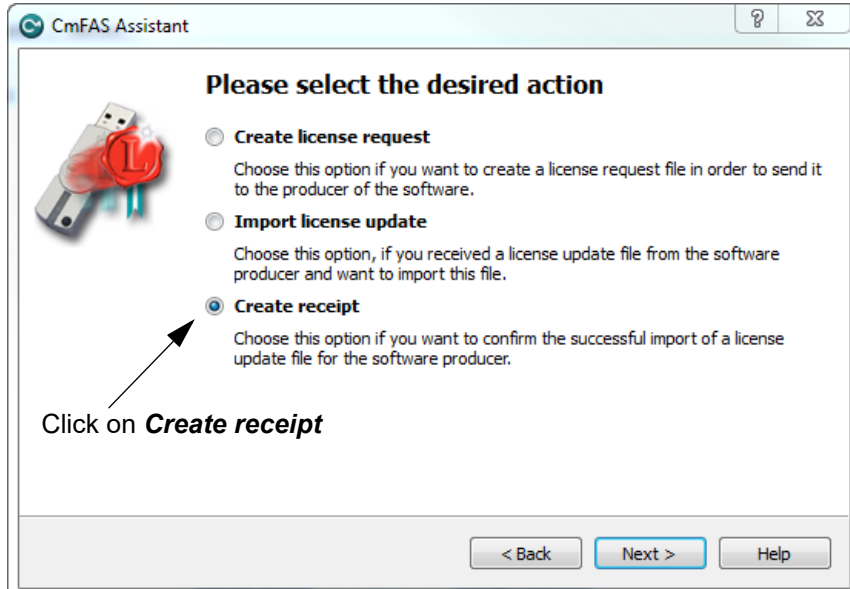 CmFAS Assistant
Please select the desired action
Create license request
Choose this option if you want to create a license request file in order to send it
to the producer of the software.
Import license update
Choose this option, if you received a license update file from the software
producer and want to import this file.
Create receipt
Choose this option if you want to confirm the successful import of a license
update file for the software producer.
Click on Create receipt
< Back Next > Help